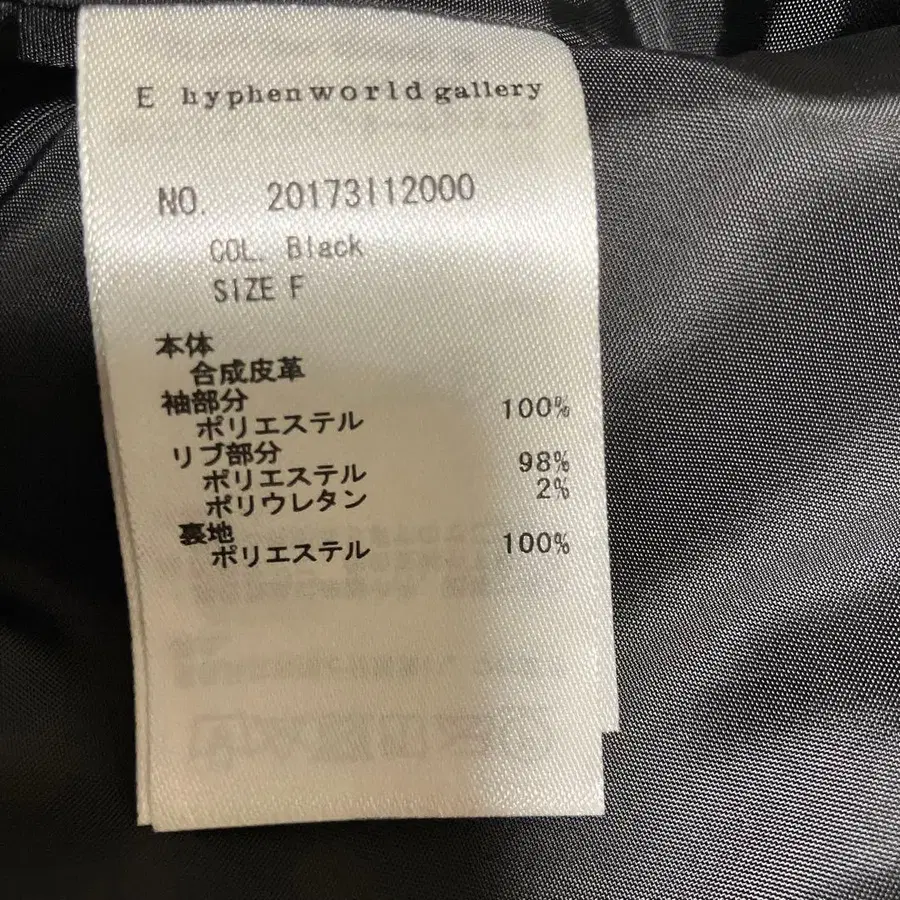 E hyphen world gallery
NO. 20173112000
COL. Black
SIZE F
本体
合成皮革
袖部分
ポリエステル 100%
リブ部分
ポリエステル 98%
ポリウレタン 2%
裏地
ポリエステル 100%